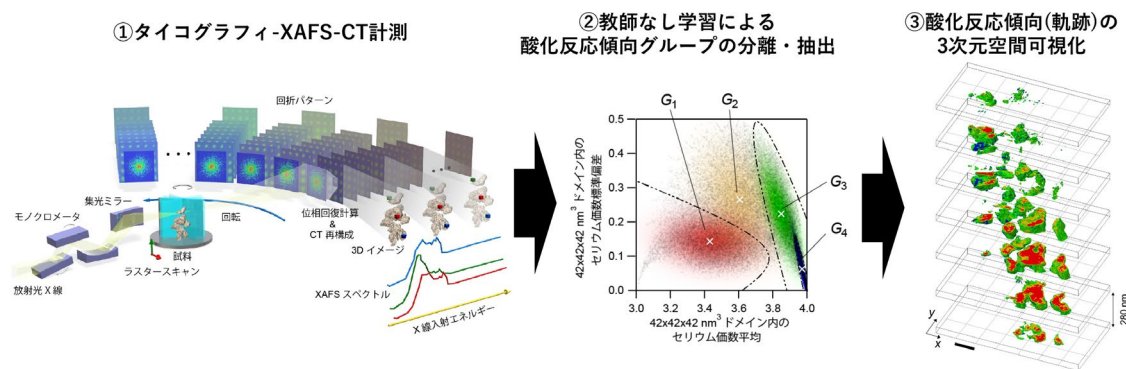 ①タイコグラフィ-XAFS-CT計測
回折パターン
集光ミラー
モノクロメータ
回転
位相回復計算
&
CT 再構成
試料
3D イメージ
ラスタースキャン
放射光 X 線
XAFS スペクトル
X 線入射エネルギー
②教師なし学習による
酸化反応傾向グループの分離・抽出
G1
G2
G3
G4
0.5
0.4
0.3
0.2
0.1
0.0
42x42x42 nm³ ドメイン内の
セリウム価数標準偏差
3.0 3.2 3.4 3.6 3.8 4.0
42x42x42 nm³ ドメイン内の
セリウム価数平均
③酸化反応傾向(軌跡)の
3次元空間可視化
280 nm
y
x